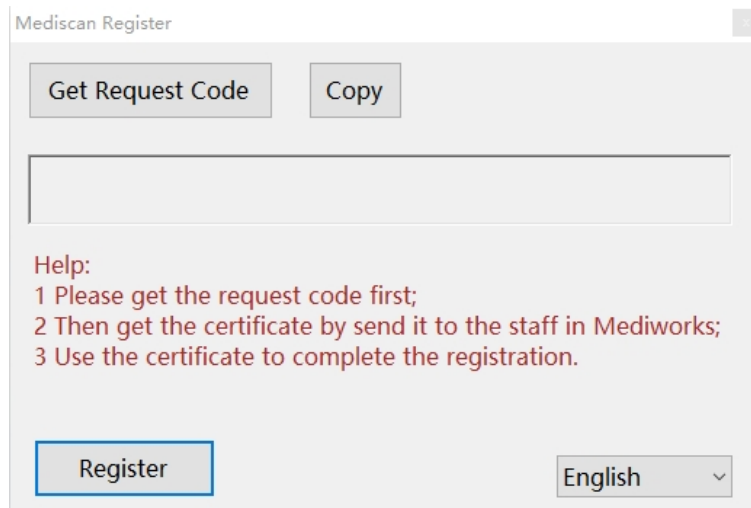 Mediscan Register
Get Request Code
Copy
Help:
1 Please get the request code first;
2 Then get the certificate by send it to the staff in Mediworks;
3 Use the certificate to complete the registration.
Register
English